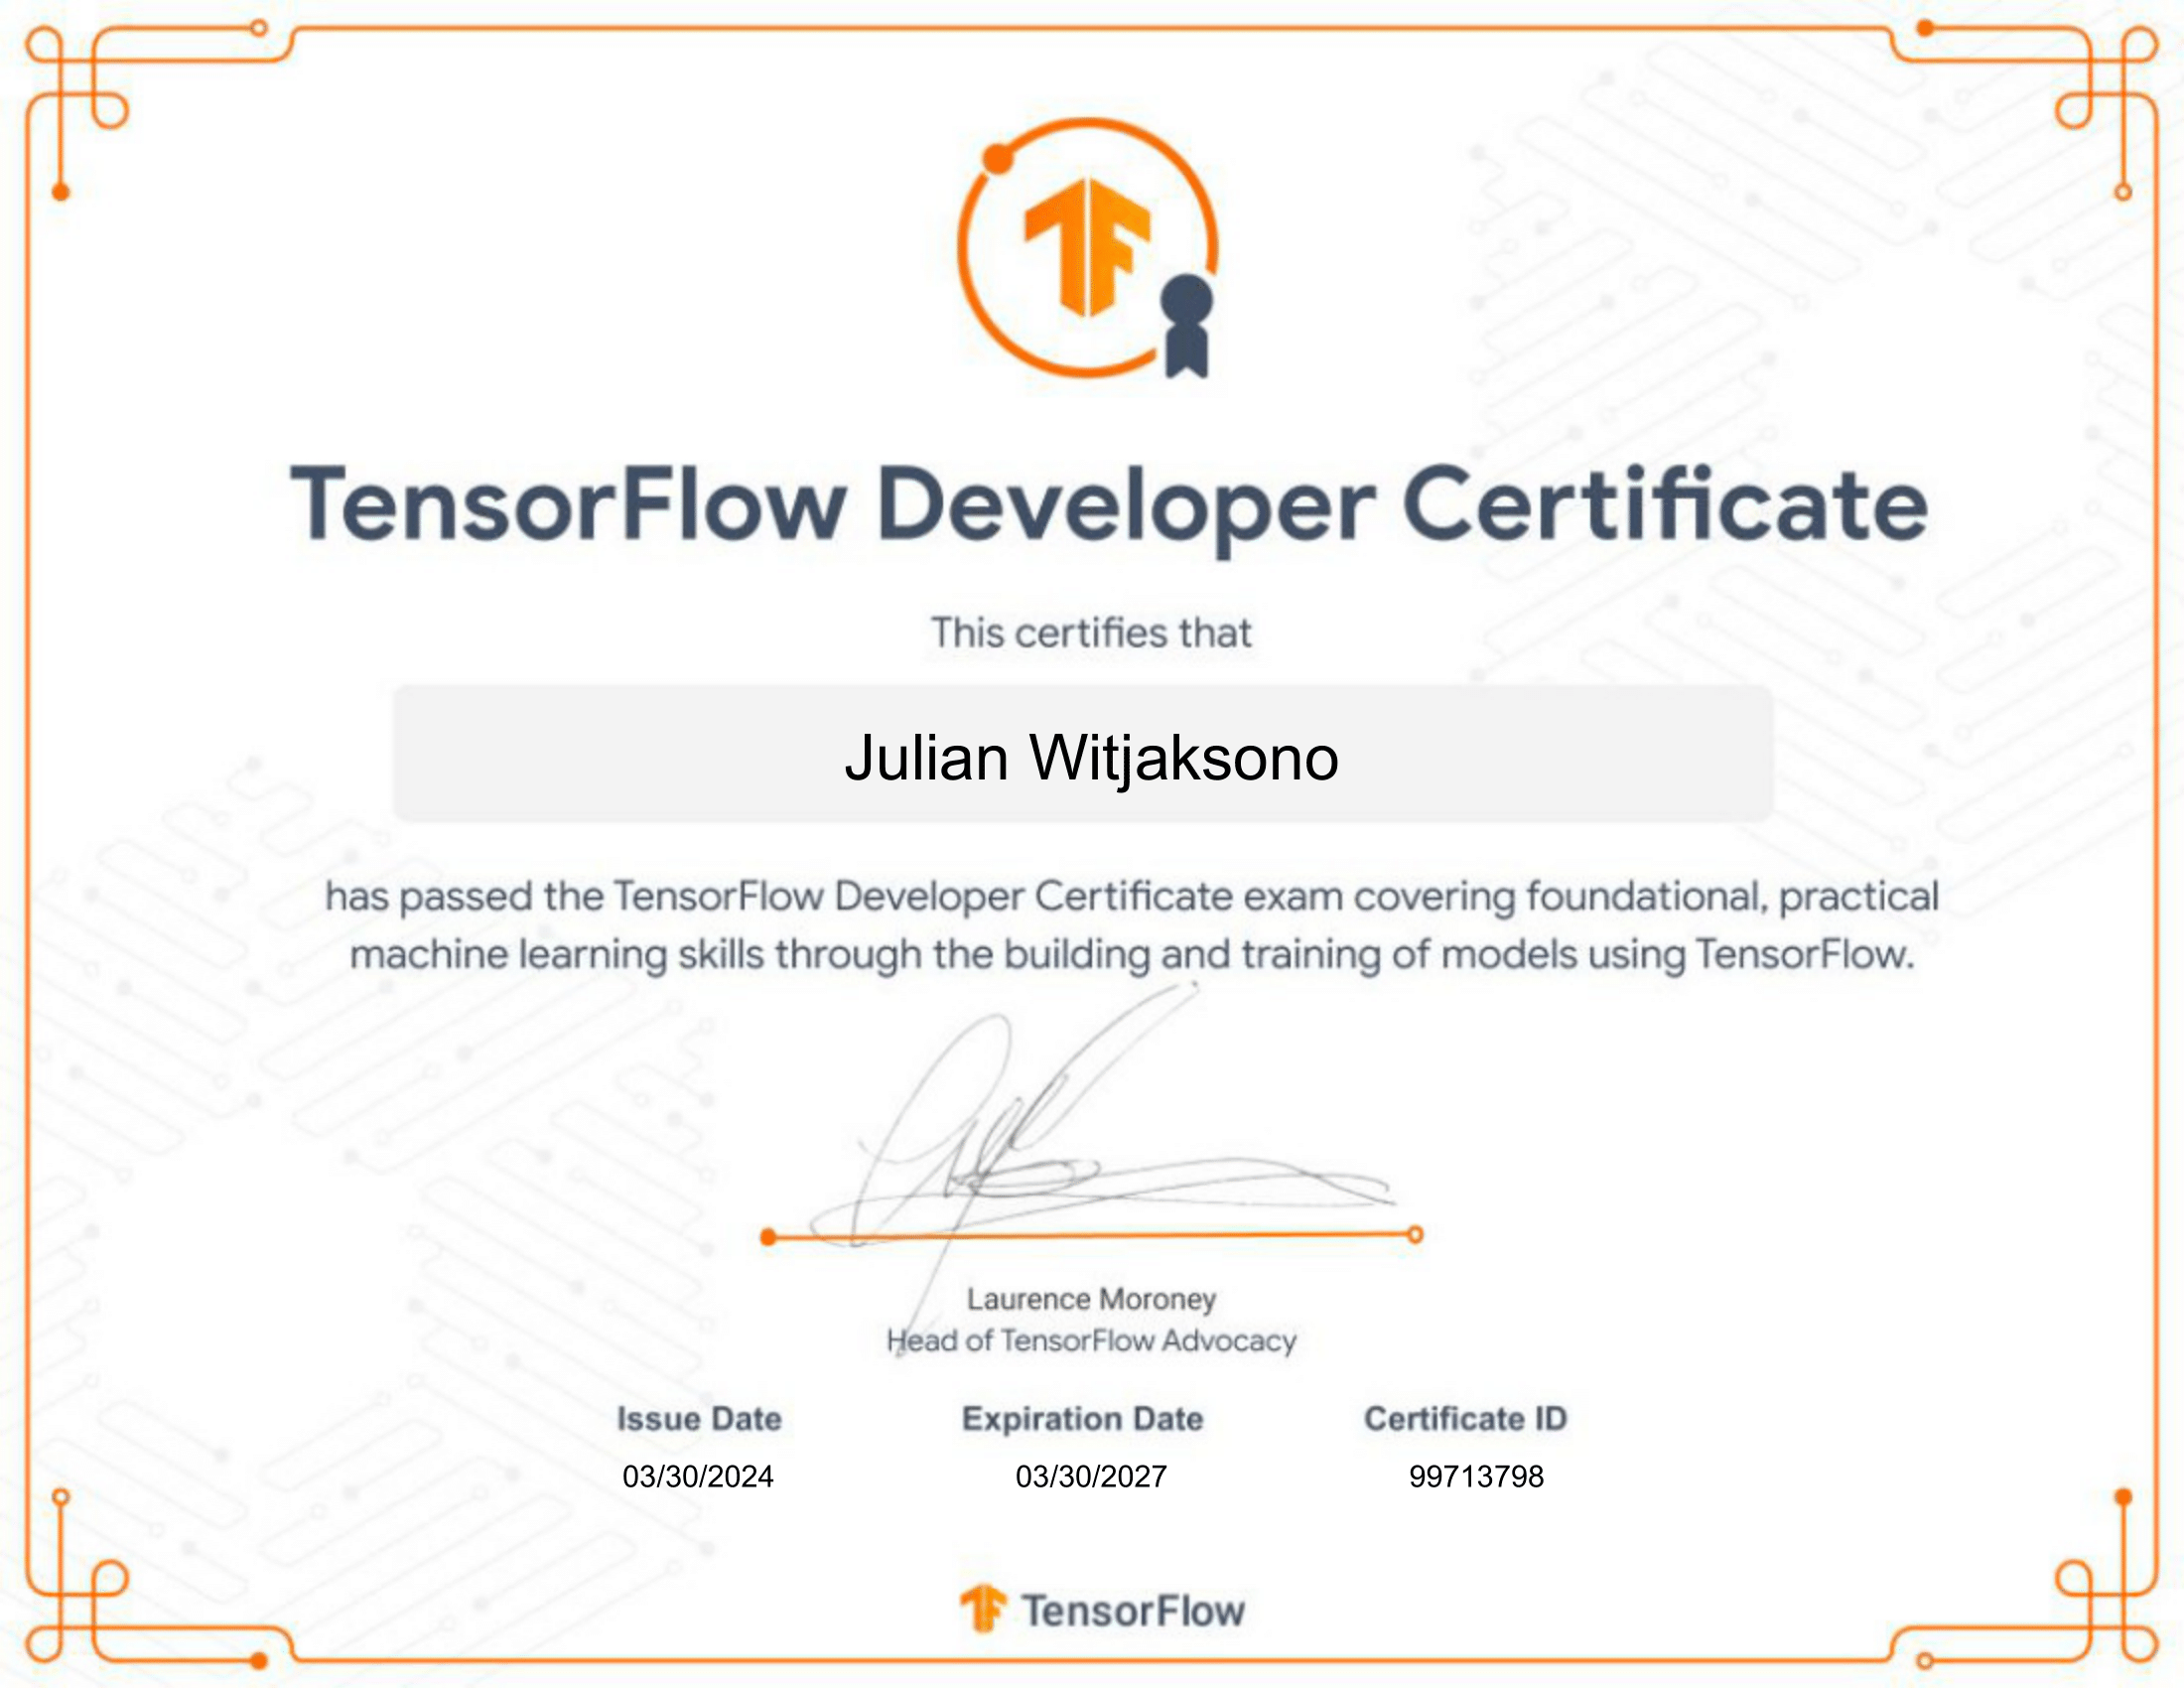 TensorFlow Developer Certificate
This certifies that
Julian Witjaksono
has passed the TensorFlow Developer Certificate exam covering foundational, practical
machine learning skills through the building and training of models using TensorFlow.
Laurence Moroney
Head of TensorFlow Advocacy
Issue Date Expiration Date Certificate ID
03/30/2024 03/30/2027 99713798
TensorFlow